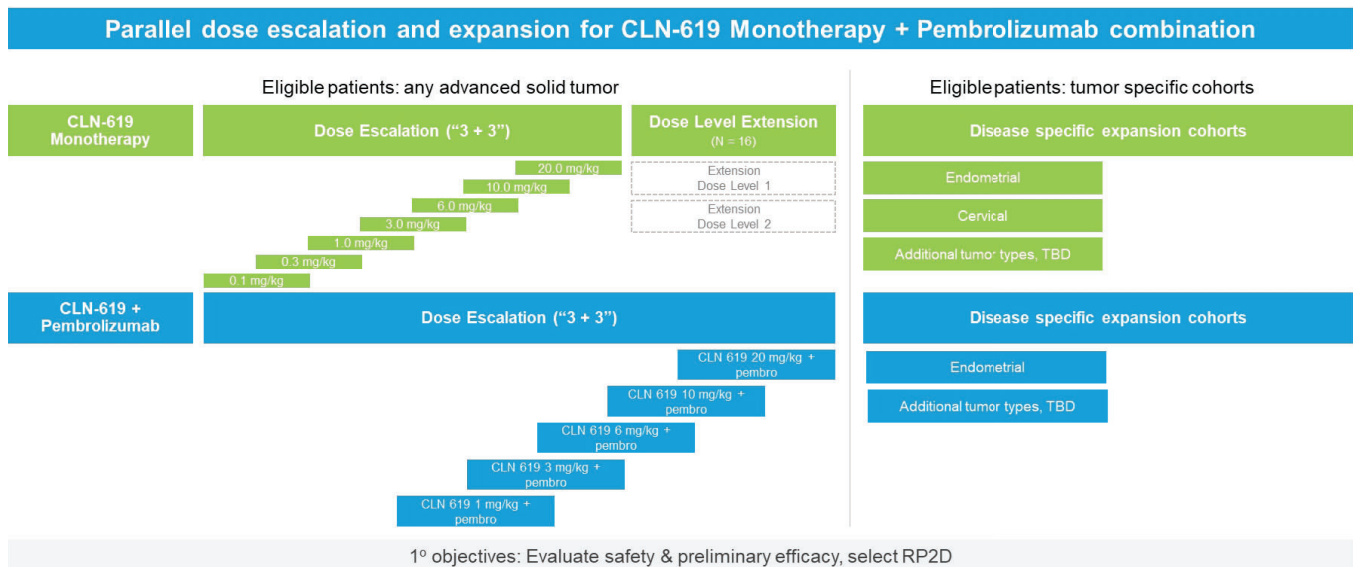 Parallel dose escalation and expansion for CLN-619 Monotherapy + Pembrolizumab combination
Eligible patients: any advanced solid tumor
Eligible patients: tumor specific cohorts
CLN-619
Monotherapy
Dose Escalation (“3 + 3”)
Dose Level Extension
(N = 16)
Disease specific expansion cohorts
20.0 mg/kg
10.0 mg/kg
6.0 mg/kg
3.0 mg/kg
1.0 mg/kg
0.3 mg/kg
0.1 mg/kg
Extension
Dose Level 1
Extension
Dose Level 2
Endometrial
Cervical
Additional tumor types, TBD
CLN-619 +
Pembrolizumab
Dose Escalation (“3 + 3”)
Disease specific expansion cohorts
CLN 619 20 mg/kg +
pembro
CLN 619 10 mg/kg +
pembro
CLN 619 6 mg/kg +
pembro
CLN 619 3 mg/kg +
pembro
CLN 619 1 mg/kg +
pembro
Endometrial
Additional tumor types, TBD
1º objectives: Evaluate safety & preliminary efficacy, select RP2D